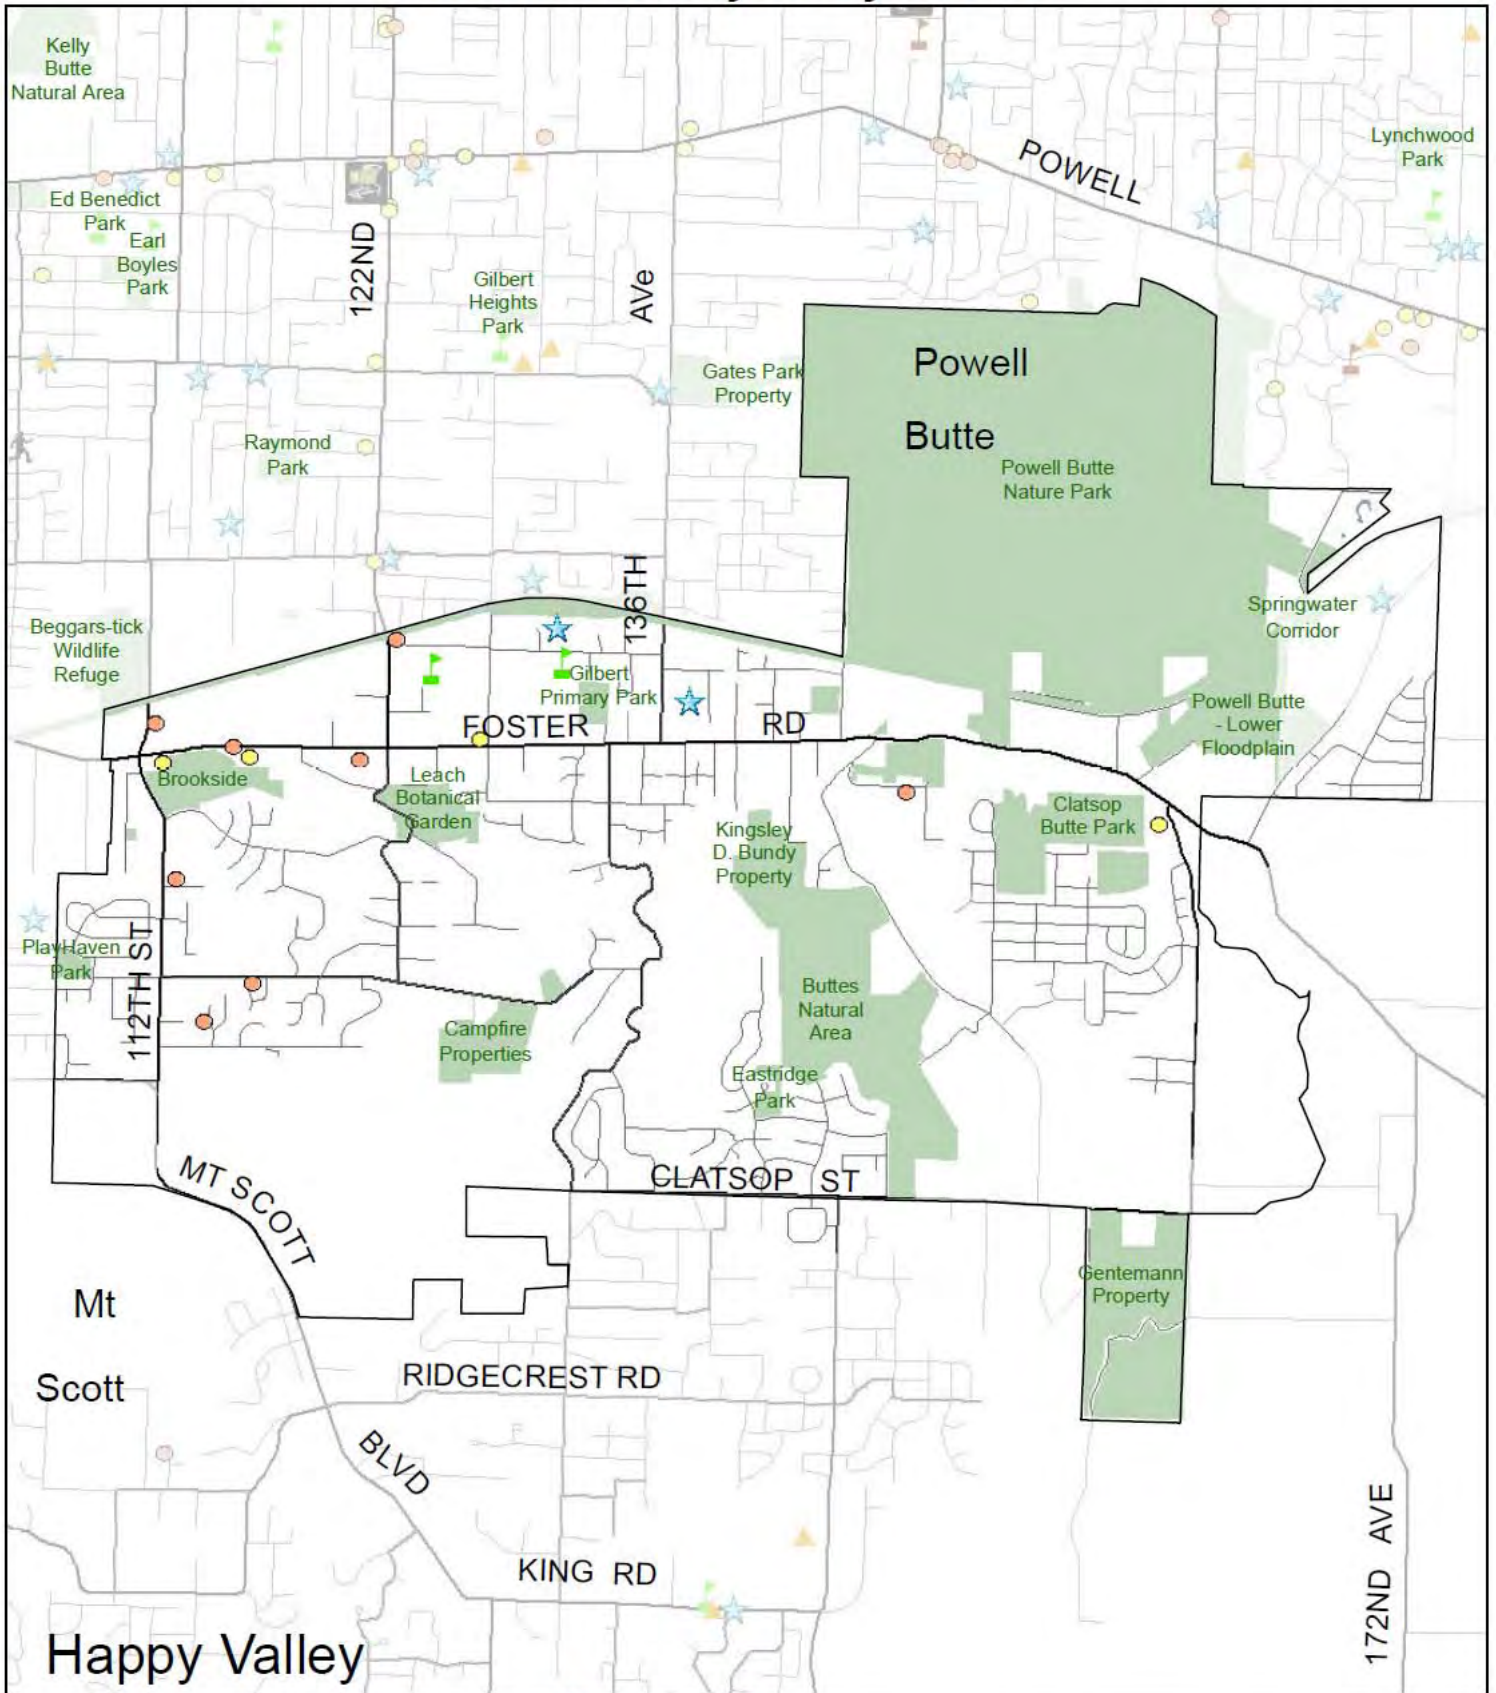 Kelly
Butte
Natural Area
Lynchwood
Park
POWELL
Ed Benedict
Park
Earl
Boyles
Park
122ND
Gilbert
Heights
Park
AVe
Gates Park
Property
Powell
Butte
Powell Butte
Nature Park
Raymond
Park
136TH
Springwater
Corridor
Beggars-tick
Wildlife
Refuge
Gilbert
Primary Park
FOSTER RD
Powell Butte
- Lower
Floodplain
Brookside
Leach
Botanical
Garden
Clatsop
Butte Park
Kingsley
D. Bundy
Property
PlayHaven
Park
112TH ST
Buttes
Natural
Area
Campfire
Properties
Eastridge
Park
CLATSOP ST
MT SCOTT
Gentemann
Property
Mt
Scott
RIDGECREST RD
BLVD
KING RD
172ND AVE
Happy Valley